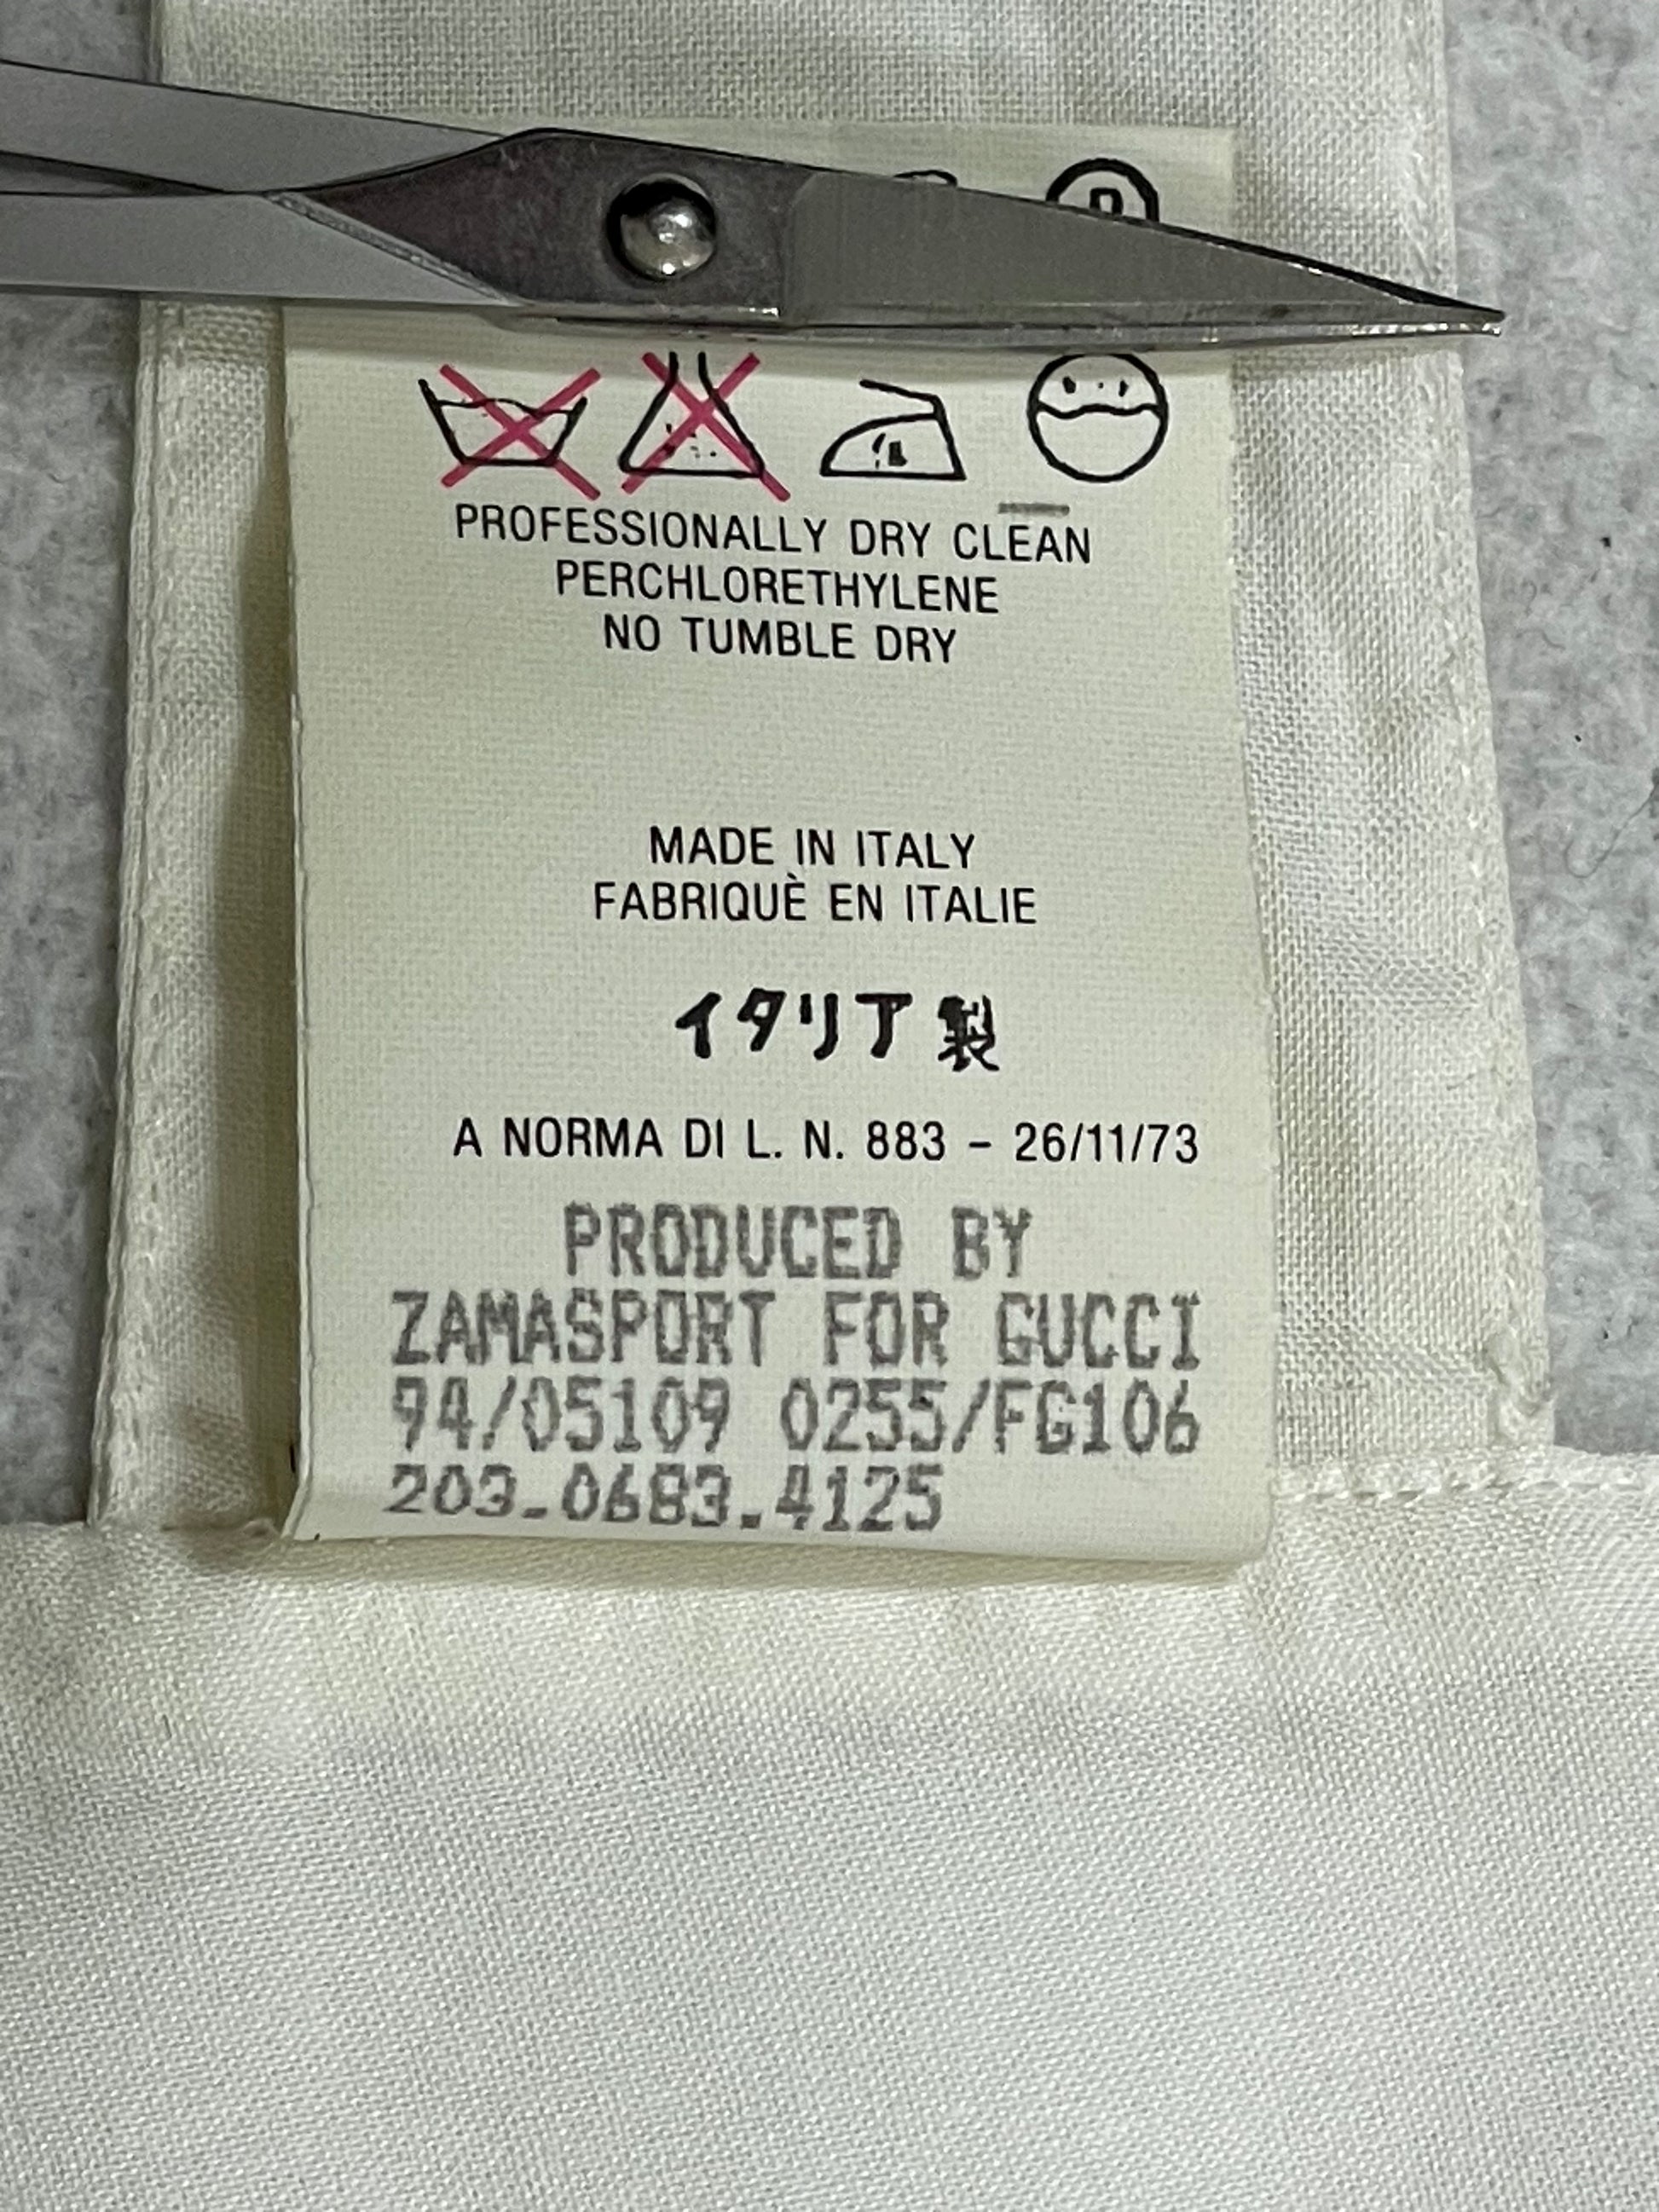 PROFESSIONALLY DRY CLEAN
PERCHLORETHYLENE
NO TUMBLE DRY
MADE IN ITALY
FABRIQUÈ EN ITALIE
イタリア製
A NORMA DI L. N. 883 - 26/11/73
PRODUCED BY
ZAMASPORT FOR GUCCI
94/05109 0255/FG106
203.0683.4125